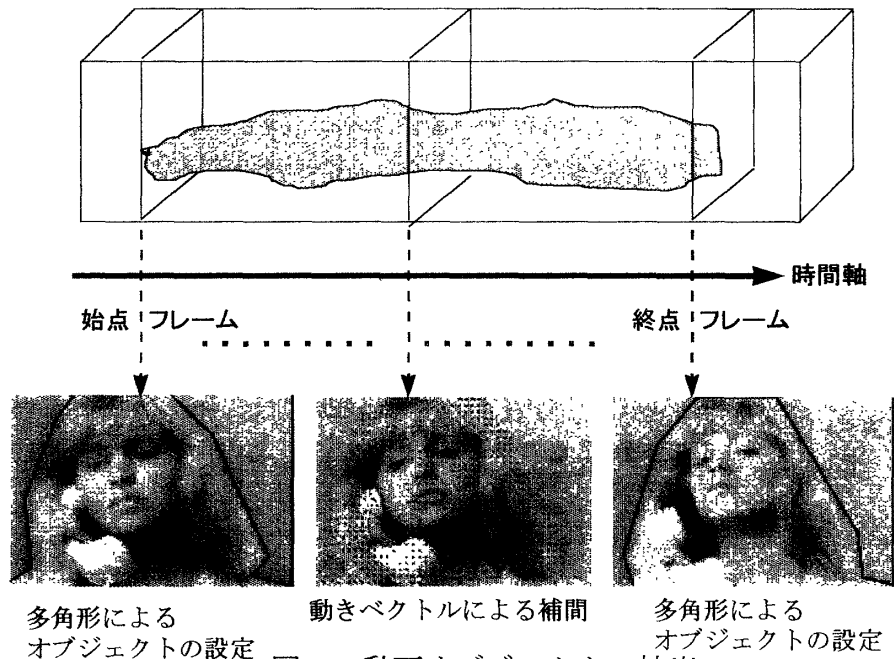 時間軸
始点 フレーム
終点 フレーム
多角形による
オブジェクトの設定
動きベクトルによる補間
多角形による
オブジェクトの設定